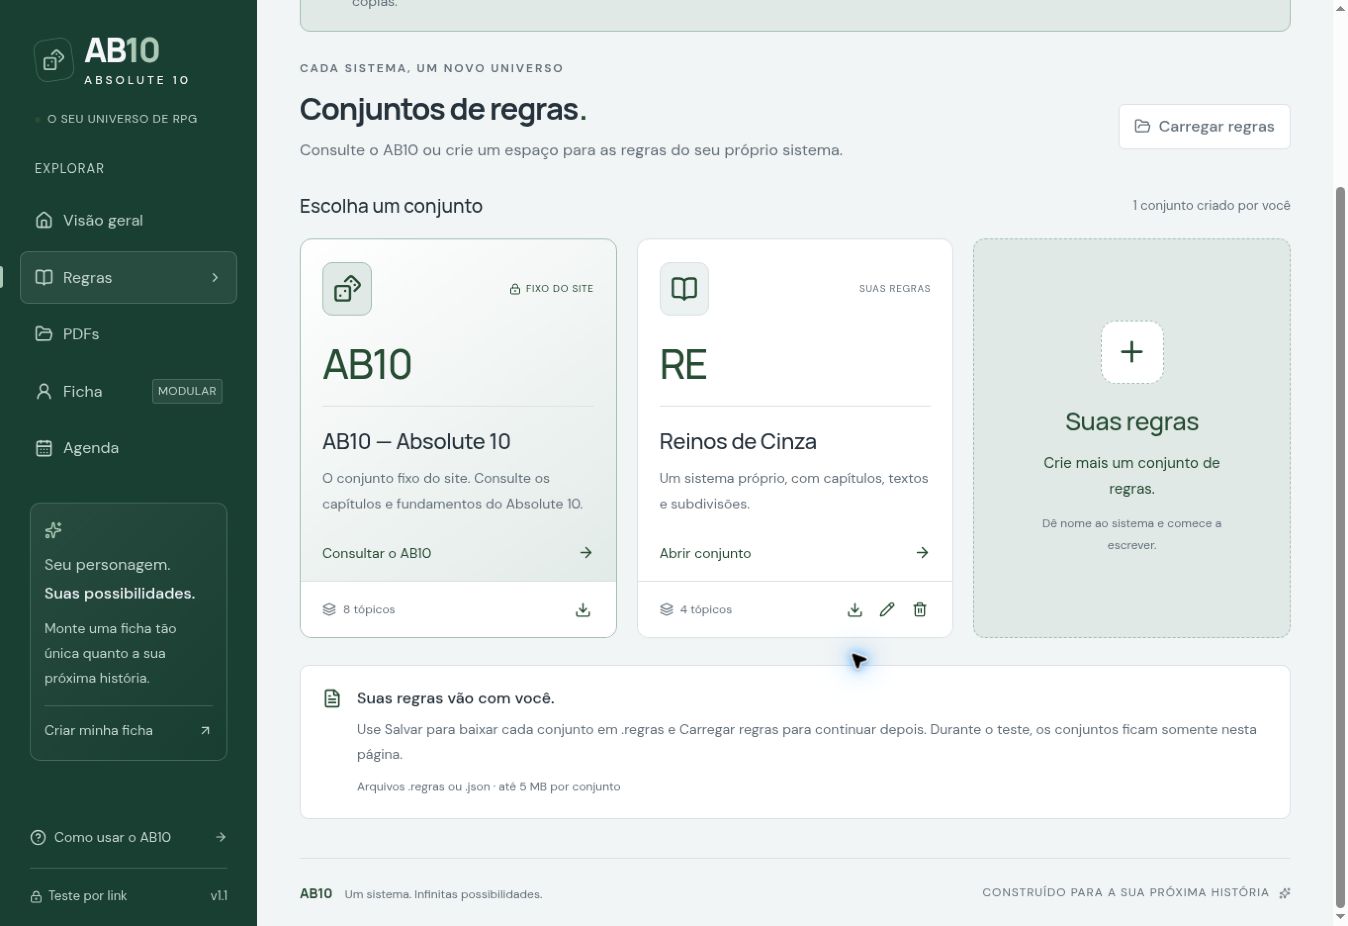 AB10
ABSOLUTE 10
O SEU UNIVERSO DE RPG
EXPLORAR
Visão geral
Regras
PDFs
Ficha
MODULAR
Agenda
Seu personagem.
Suas possibilidades.
Monte uma ficha tão
única quanto a sua
próxima história.
Criar minha ficha
Como usar o AB10
Teste por link
v1.1
cópias.
CADA SISTEMA, UM NOVO UNIVERSO
Conjuntos de regras.
Consulte o AB10 ou crie um espaço para as regras do seu próprio sistema.
Carregar regras
Escolha um conjunto
1 conjunto criado por você
FIXO DO SITE
AB10
AB10 — Absolute 10
O conjunto fixo do site. Consulte os
capítulos e fundamentos do Absolute 10.
Consultar o AB10
8 tópicos
SUAS REGRAS
RE
Reinos de Cinza
Um sistema próprio, com capítulos, textos
e subdivisões.
Abrir conjunto
4 tópicos
Suas regras
Crie mais um conjunto de
regras.
Dê nome ao sistema e comece a
escrever.
Suas regras vão com você.
Use Salvar para baixar cada conjunto em .regras e Carregar regras para continuar depois. Durante o teste, os conjuntos ficam somente nesta
página.
Arquivos .regras ou .json · até 5 MB por conjunto
AB10
Um sistema. Infinitas possibilidades.
CONSTRUÍDO PARA A SUA PRÓXIMA HISTÓRIA